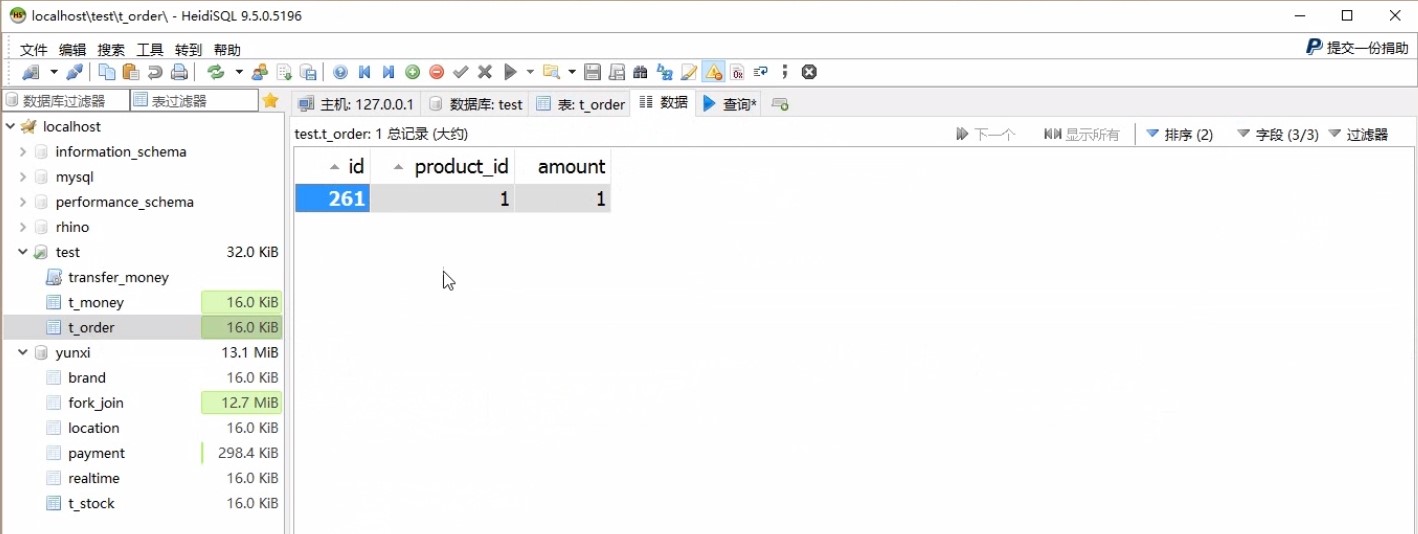 localhost\test\t_order\ - HeidiSQL 9.5.0.5196
文件 编辑 搜索 工具 转到 帮助
提交一份捐助
数据库过滤器 表过滤器
主机: 127.0.0.1 数据库: test 表: t_order 数据 查询*
localhost
information_schema
mysql
performance_schema
rhino
test 32.0 KiB
transfer_money
t_money 16.0 KiB
t_order 16.0 KiB
yunxi 13.1 MiB
brand 16.0 KiB
fork_join 12.7 MiB
location 16.0 KiB
payment 298.4 KiB
realtime 16.0 KiB
t_stock 16.0 KiB
test.t_order: 1 总记录 (大约) 下一个 显示所有 排序 (2) 字段 (3/3) 过滤器
id product_id amount
261 1 1